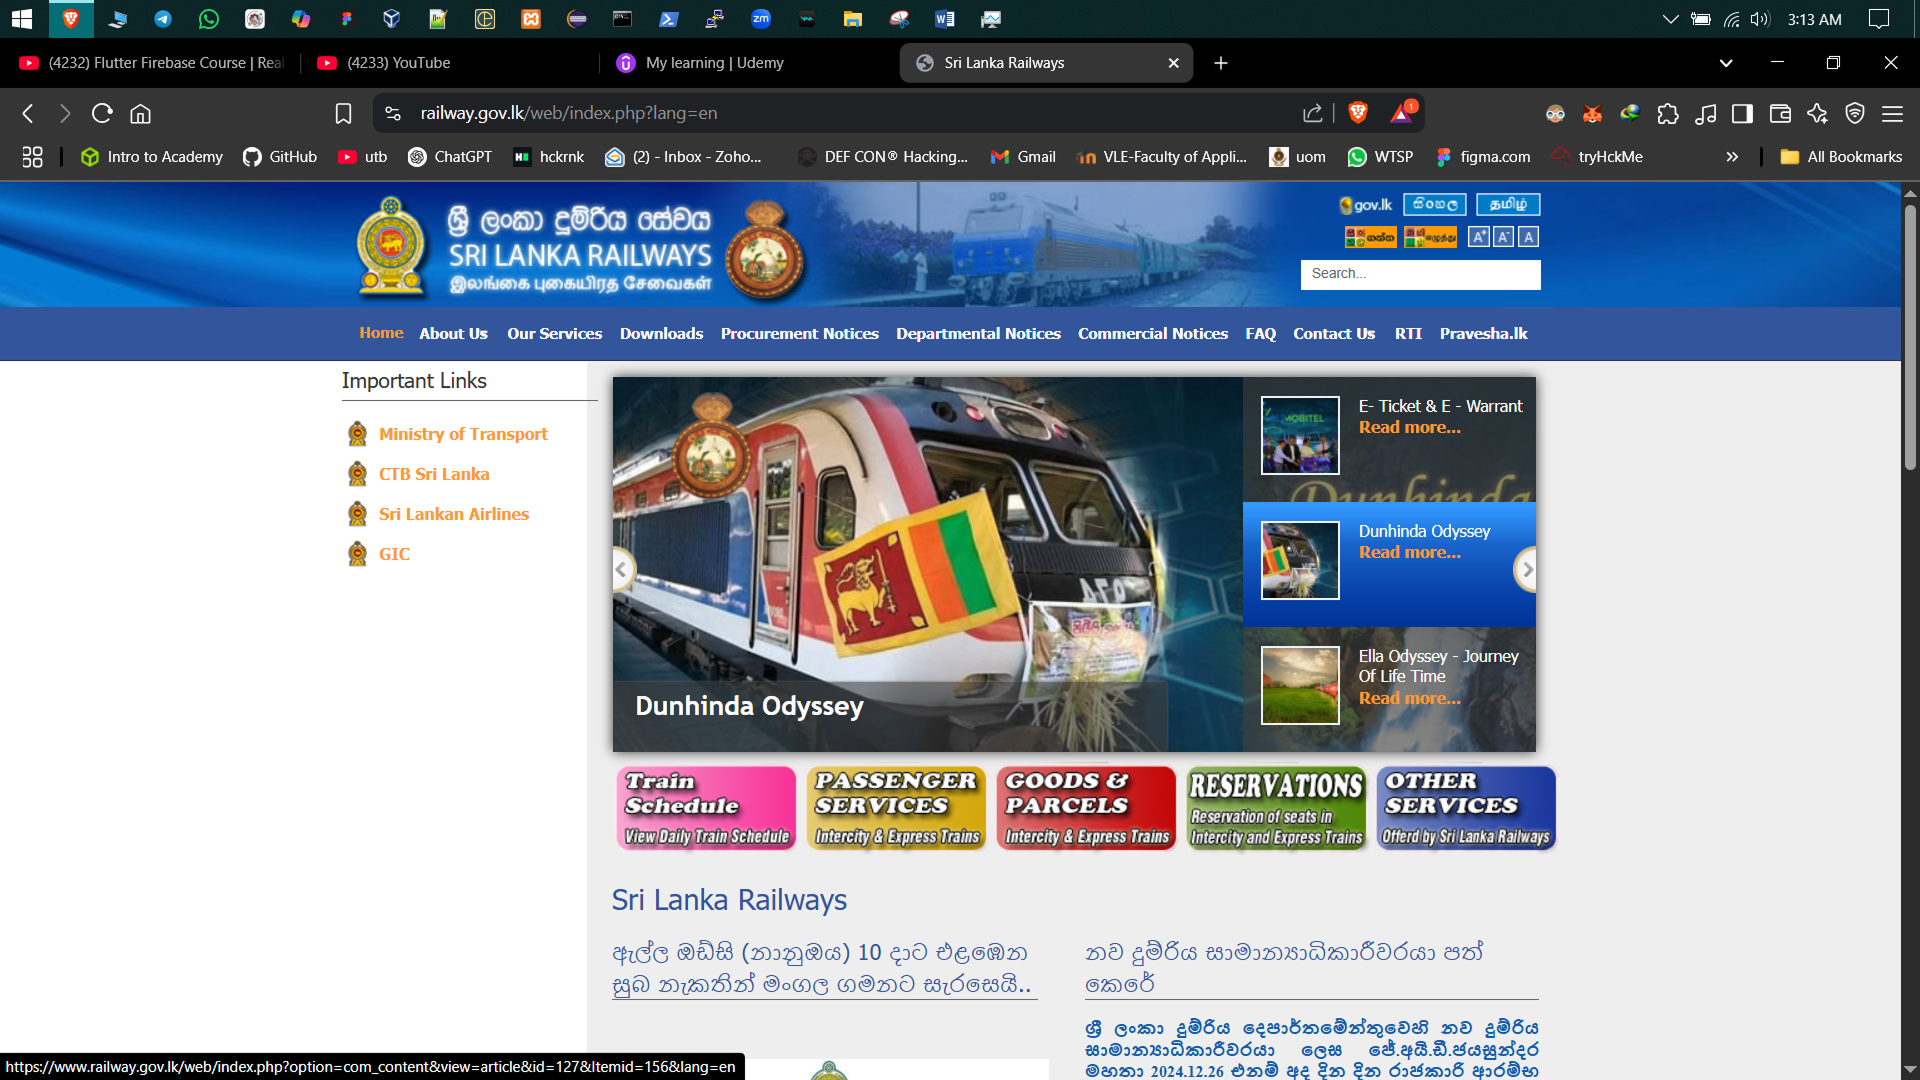 3:13 AM
(4232) Flutter Firebase Course | Real
(4233) YouTube
My learning | Udemy
Sri Lanka Railways
railway.gov.lk/web/index.php?lang=en
1
Intro to Academy
GitHub
utb
ChatGPT
hckrnk
(2) - Inbox - Zoho...
DEF CON® Hacking...
Gmail
VLE-Faculty of Appli...
uom
WTSP
figma.com
tryHckMe
All Bookmarks
ශ්‍රී ලංකා දුම්රිය සේවය
SRI LANKA RAILWAYS
இலங்கை புகையிரத சேவைகள்
gov.lk
සිංහල
தமிழ்
A+ A- A
Search...
Home
About Us
Our Services
Downloads
Procurement Notices
Departmental Notices
Commercial Notices
FAQ
Contact Us
RTI
Pravesha.lk
Important Links
Ministry of Transport
CTB Sri Lanka
Sri Lankan Airlines
GIC
Dunhinda Odyssey
E- Ticket & E - Warrant
Read more...
Dunhinda
Dunhinda Odyssey
Read more...
Ella Odyssey - Journey
Of Life Time
Read more...
Train
Schedule
View Daily Train Schedule
PASSENGER
SERVICES
Intercity & Express Trains
GOODS &
PARCELS
Intercity & Express Trains
RESERVATIONS
Reservation of seats in
Intercity and Express Trains
OTHER
SERVICES
Offerd by Sri Lanka Railways
Sri Lanka Railways
ඇල්ල ඔඩ්සි (නානුඔය) 10 දාට එළඹෙන
සුබ නැකතින් මංගල ගමනට සැරසෙයි..
නව දුම්රිය සාමාන්‍යාධිකාරීවරයා පත්
කෙරේ
ශ්‍රී ලංකා දුම්රිය දෙපාර්තමේන්තුවෙහි නව දුම්රිය
සාමාන්‍යාධිකාරීවරයා ලෙස ජේ.අයි.ඩී.ජයසුන්දර
මහතා 2024.12.26 එනම් අද දින දින රාජකාරි ආරම්භ
https://www.railway.gov.lk/web/index.php?option=com_content&view=article&id=127&Itemid=156&lang=en